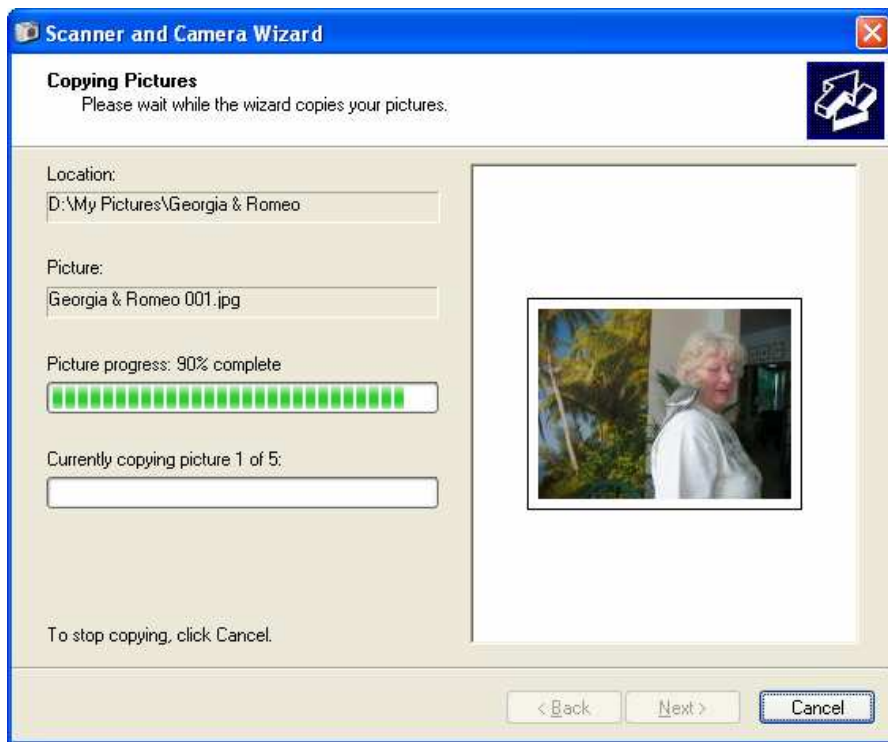 Scanner and Camera Wizard
Copying Pictures
Please wait while the wizard copies your pictures.
Location:
D:\My Pictures\Georgia & Romeo
Picture:
Georgia & Romeo 001.jpg
Picture progress: 90% complete
Currently copying picture 1 of 5:
To stop copying, click Cancel.
< Back
Next >
Cancel